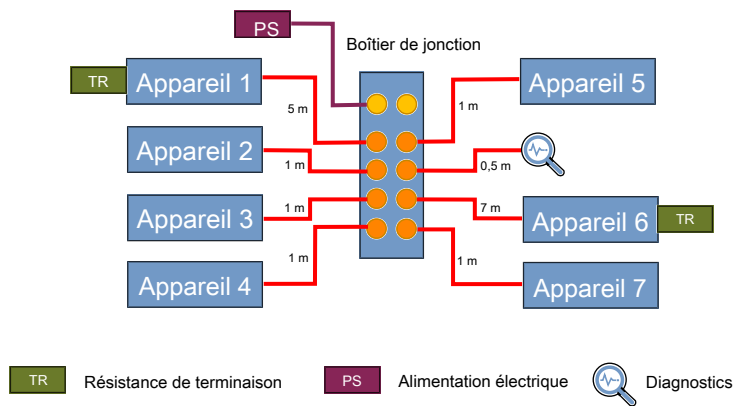 PS
Boîtier de jonction
TR
Appareil 1
5 m
Appareil 2
1 m
Appareil 3
1 m
Appareil 4
1 m
Appareil 5
1 m
0,5 m
Appareil 6
TR
7 m
Appareil 7
1 m
TR
Résistance de terminaison
PS
Alimentation électrique
Diagnostics